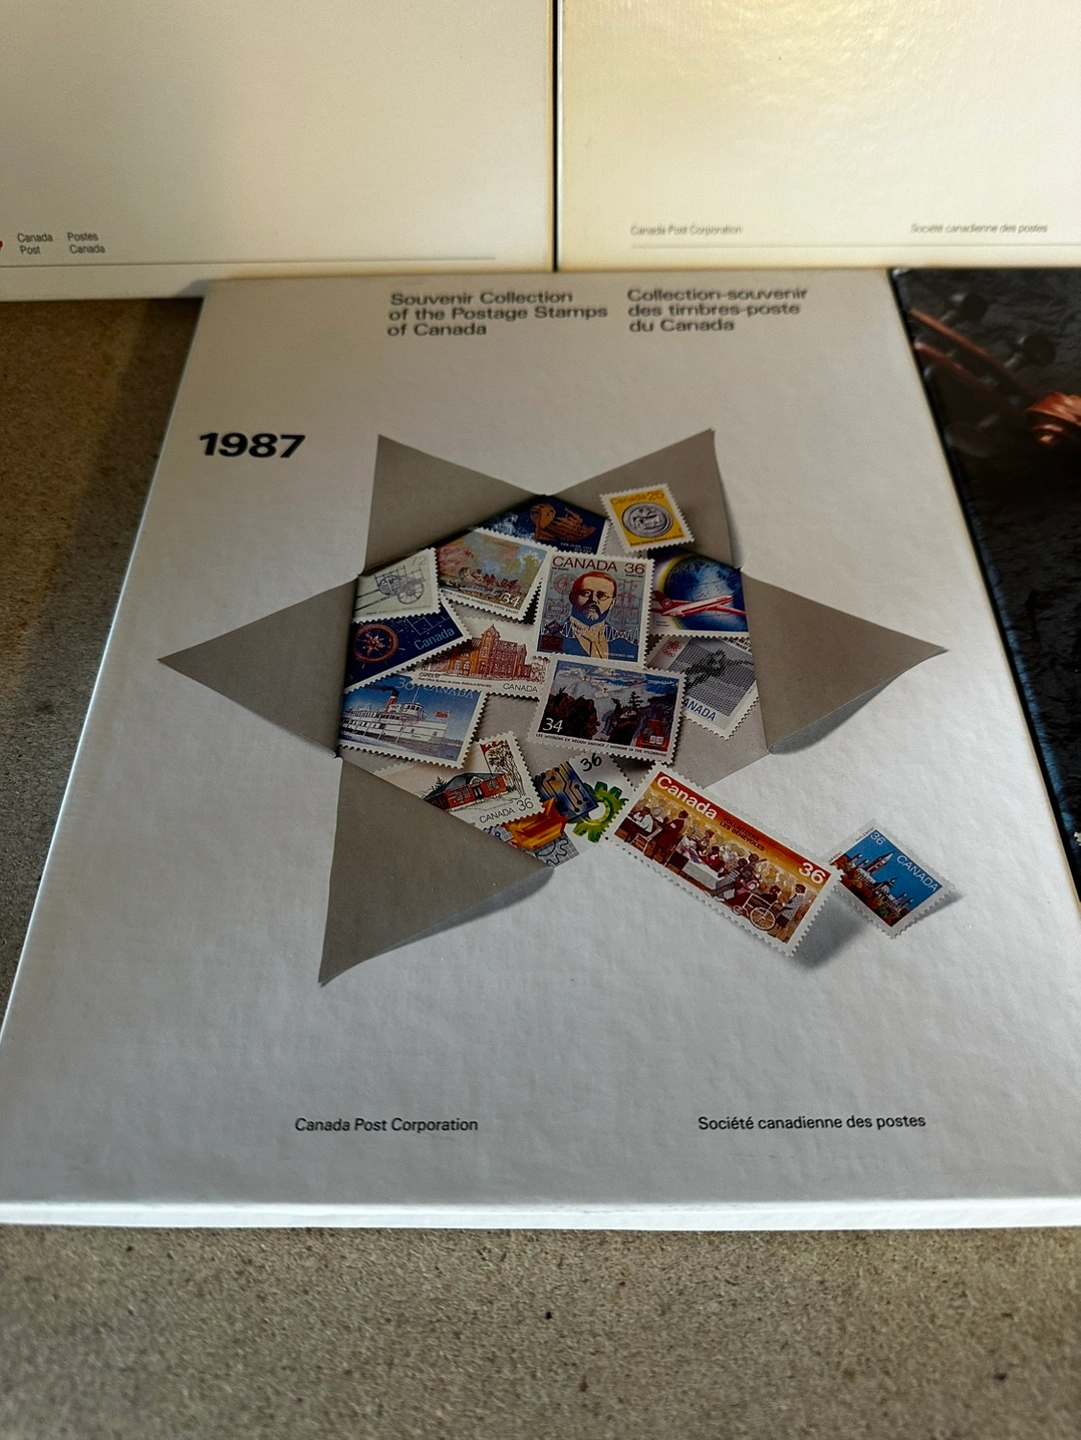 Canada Postes
Post Canada
Canada Post Corporation
Société canadienne des postes
Souvenir Collection
of the Postage Stamps
of Canada
Collection-souvenir
des timbres-poste
du Canada
1987
Canada 25
CANADA 36
34
Canada
CANADA
36
34
CANADA
36
CANADA 36
Canada
36
36 CANADA
Canada Post Corporation
Société canadienne des postes